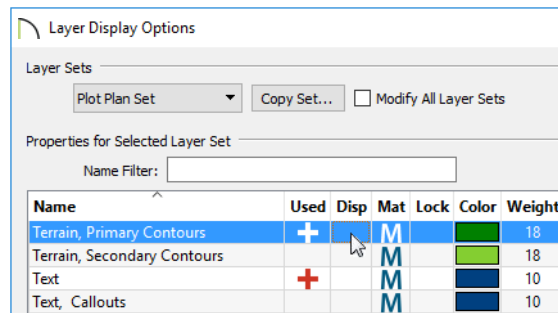 Layer Display Options
Layer Sets
Plot Plan Set Copy Set... Modify All Layer Sets
Properties for Selected Layer Set
Name Filter:
Name Used Disp Mat Lock Color Weight
Terrain, Primary Contours M 18
Terrain, Secondary Contours M 18
Text M 10
Text, Callouts M 10